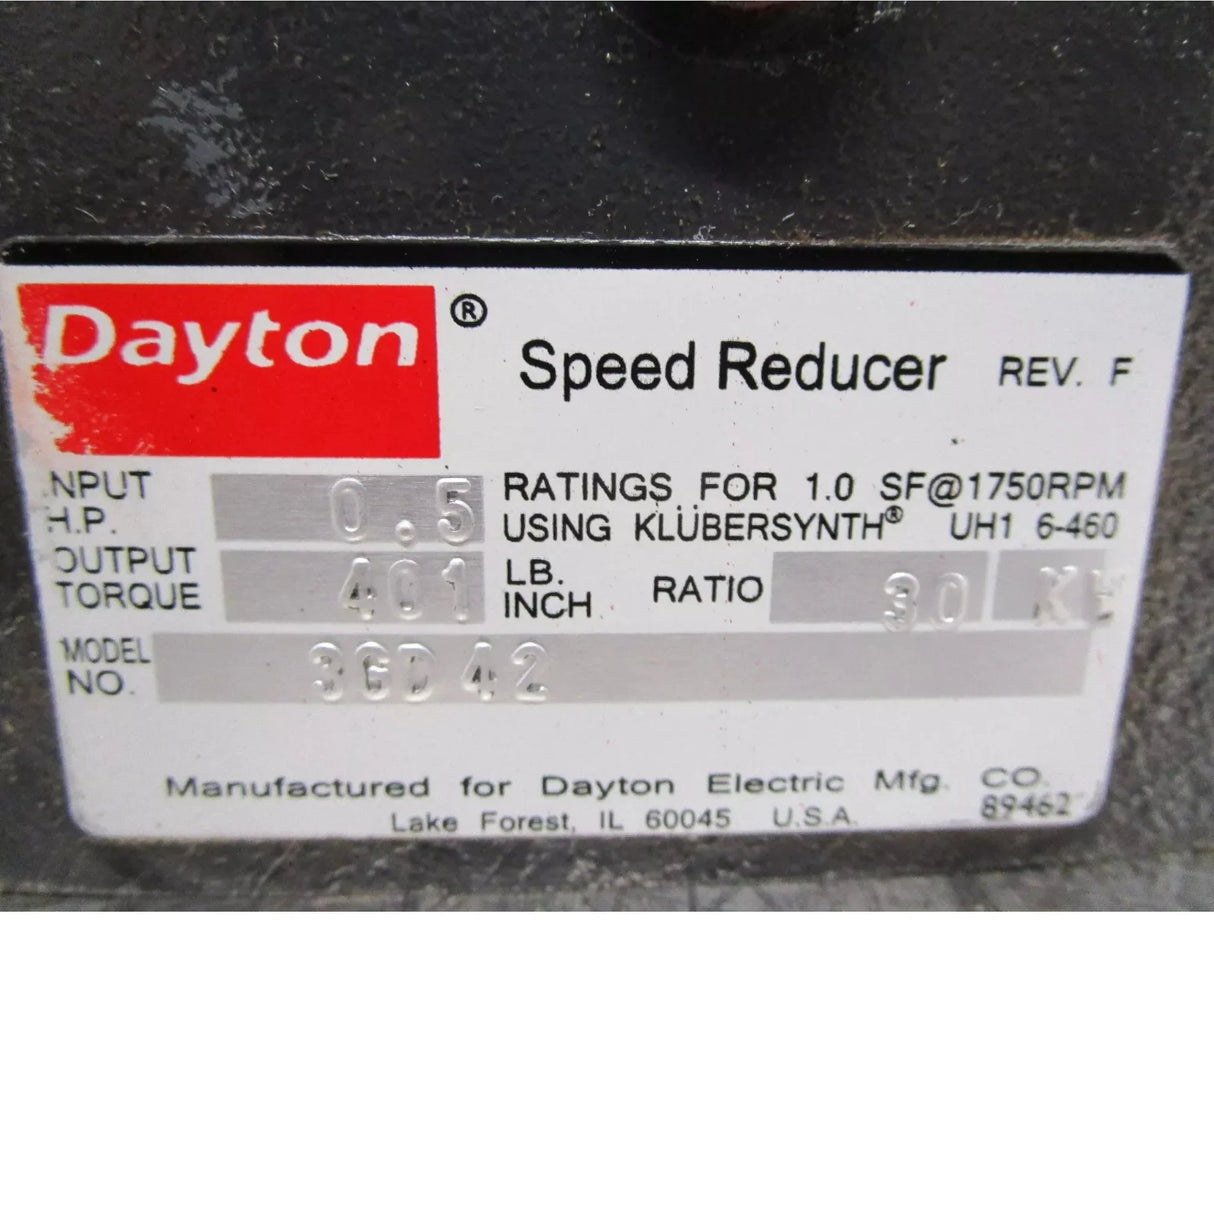 Dayton ®
Speed Reducer REV. F
INPUT H.P. 0.5
RATINGS FOR 1.0 SF@1750RPM
USING KLÜBERSYNTH® UH1 6-460
OUTPUT TORQUE 401 LB. INCH RATIO 30
MODEL NO. 3GD42
Manufactured for Dayton Electric Mfg. CO.
Lake Forest, IL 60045 U.S.A. 89462